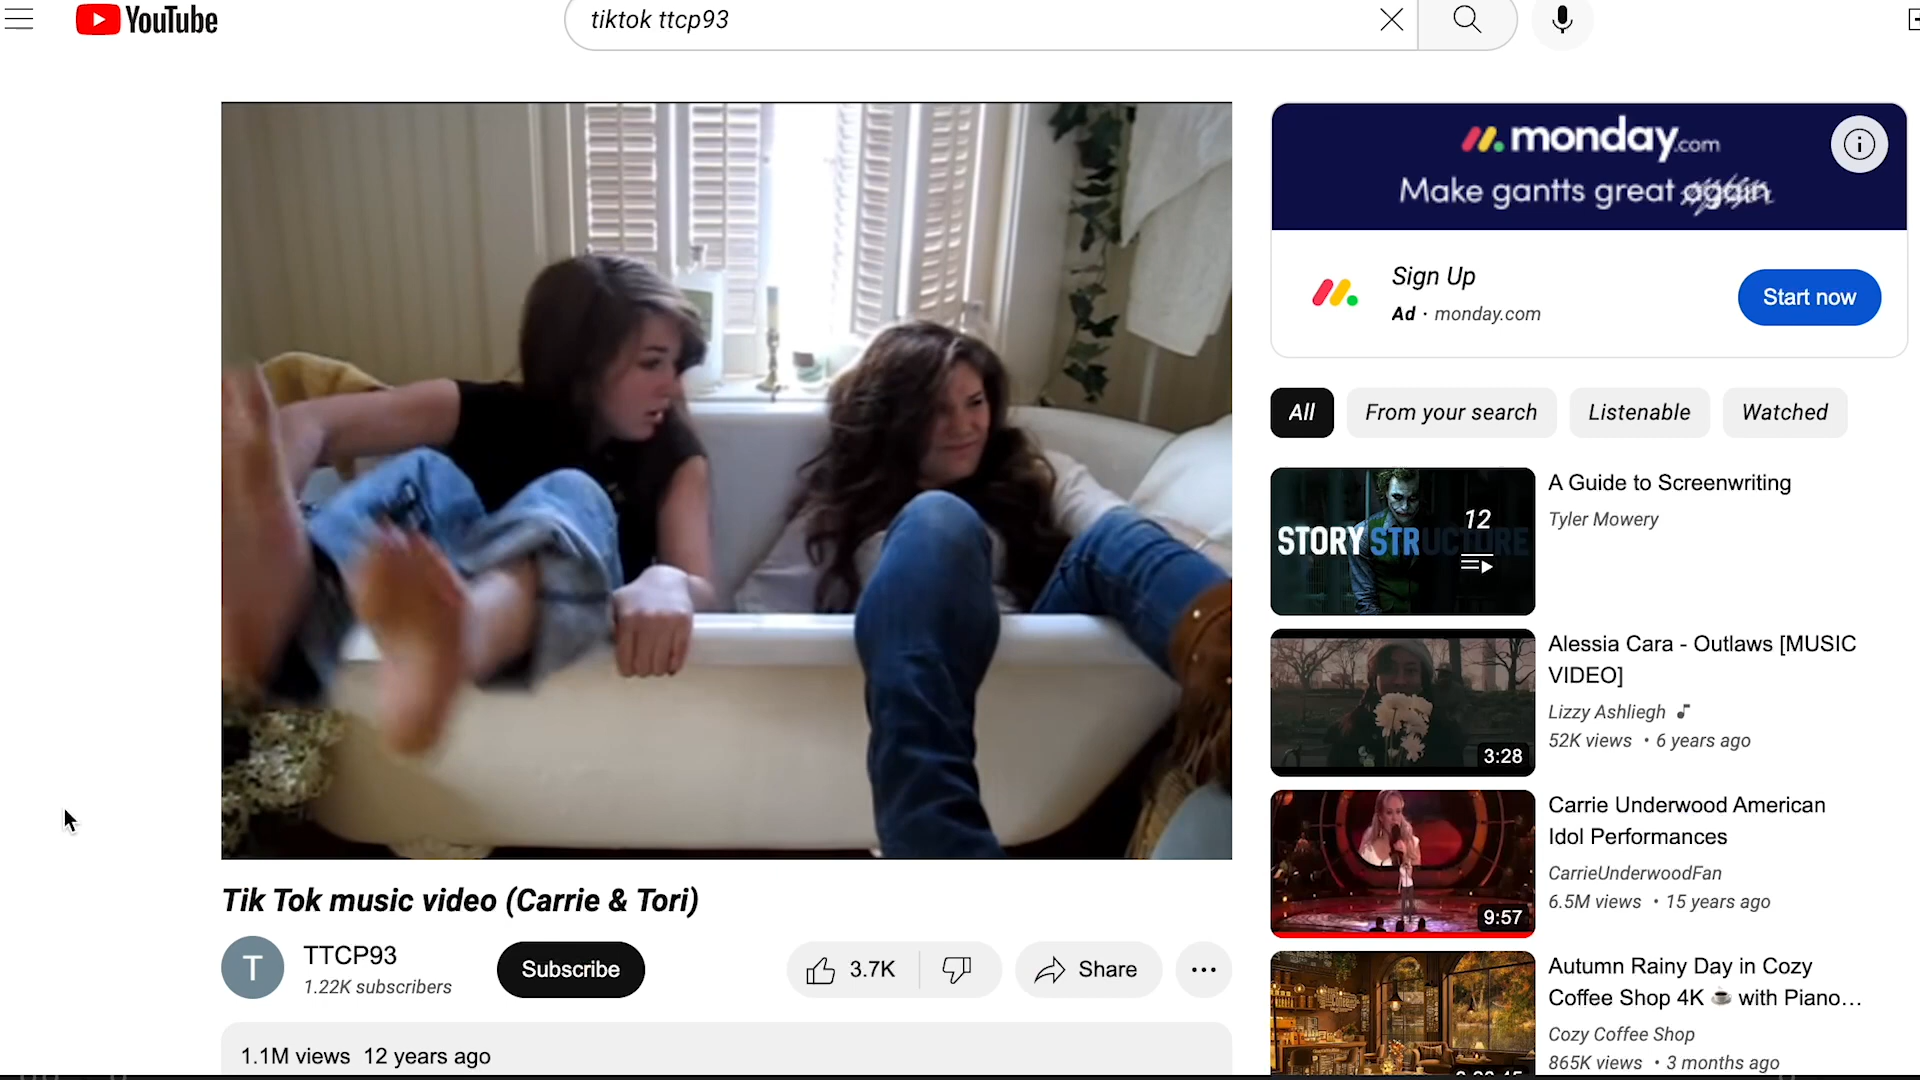 YouTube
tiktok ttcp93
monday.com
Make gantts great again
Sign Up
Ad · monday.com
Start now
All
From your search
Listenable
Watched
STORY STRUCTURE
12
A Guide to Screenwriting
Tyler Mowery
3:28
Alessia Cara - Outlaws [MUSIC
VIDEO]
Lizzy Ashliegh
52K views • 6 years ago
9:57
Carrie Underwood American
Idol Performances
CarrieUnderwoodFan
6.5M views • 15 years ago
Autumn Rainy Day in Cozy
Coffee Shop 4K ☕ with Piano…
Cozy Coffee Shop
865K views • 3 months ago
Tik Tok music video (Carrie & Tori)
T
TTCP93
1.22K subscribers
Subscribe
3.7K
Share
1.1M views 12 years ago